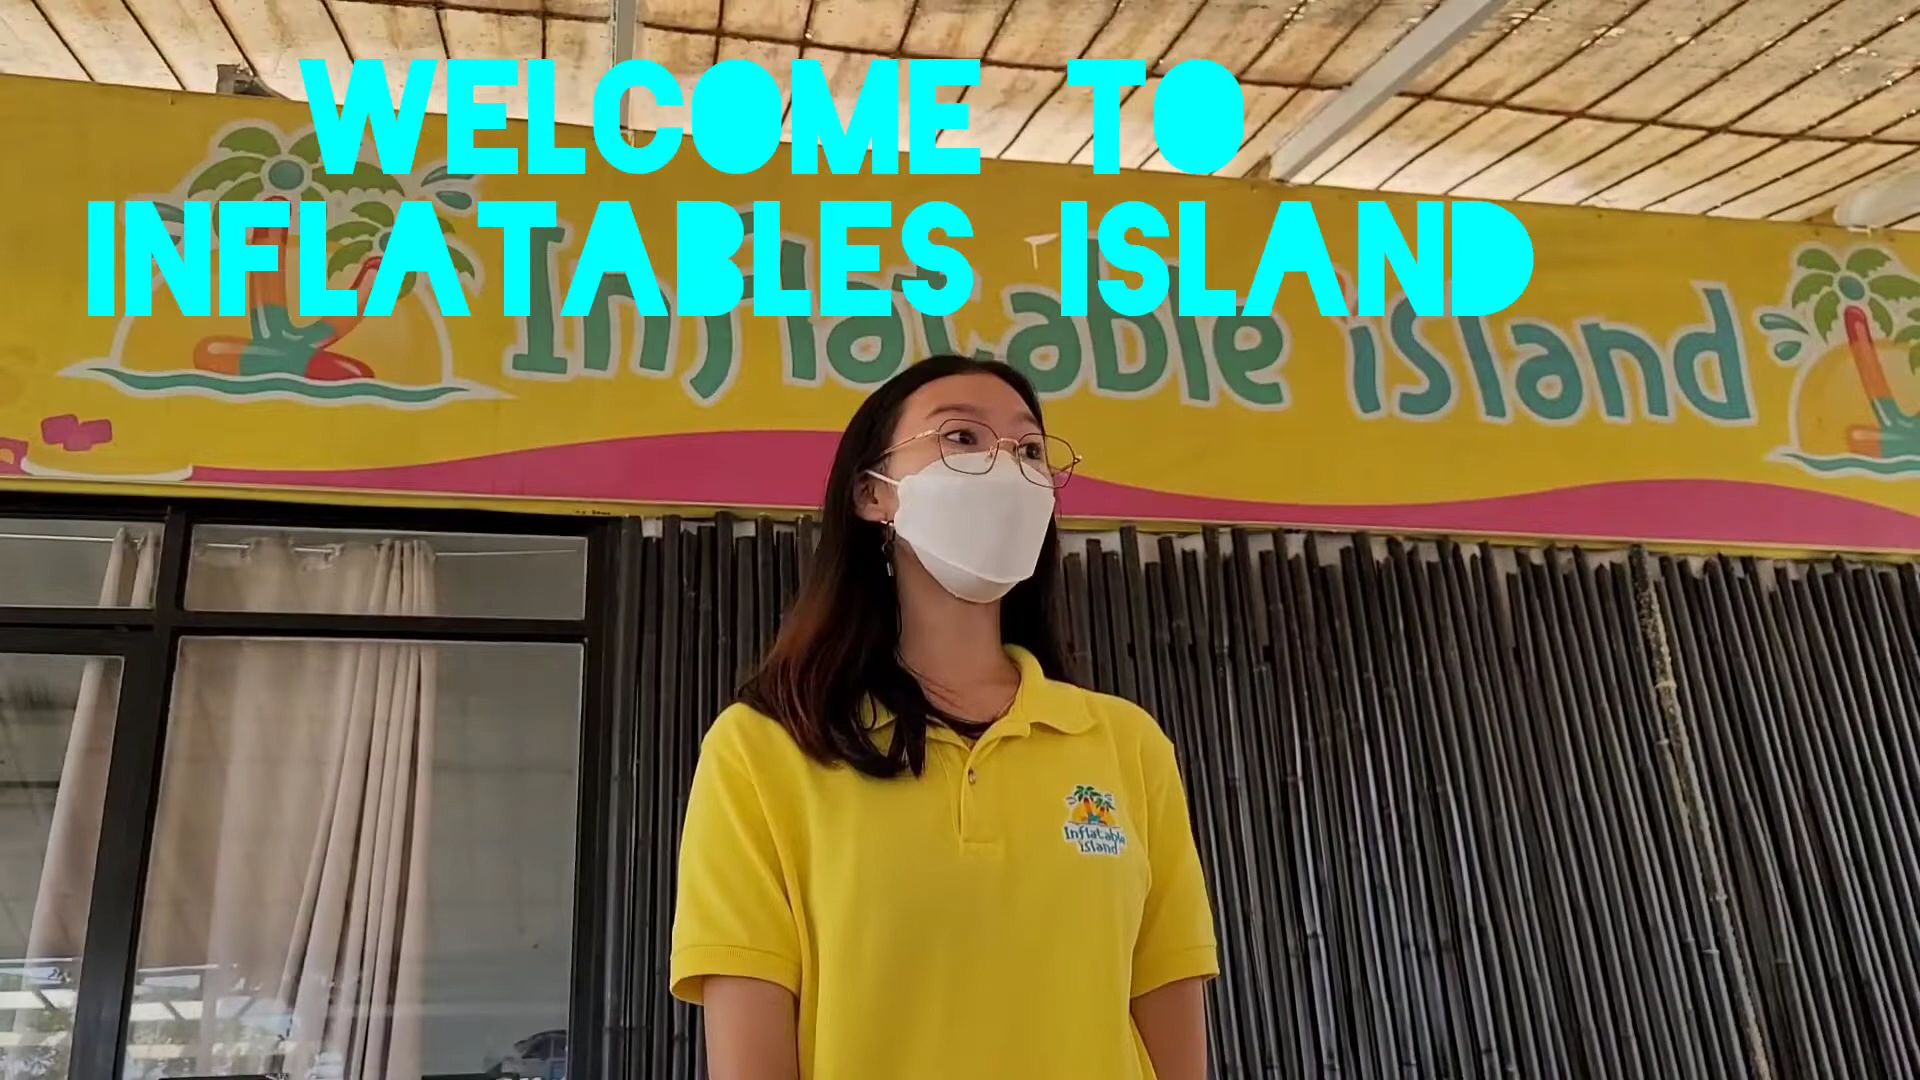 WELCOME TO
INFLATABLES ISLAND
Inflatable island
Inflatable
island